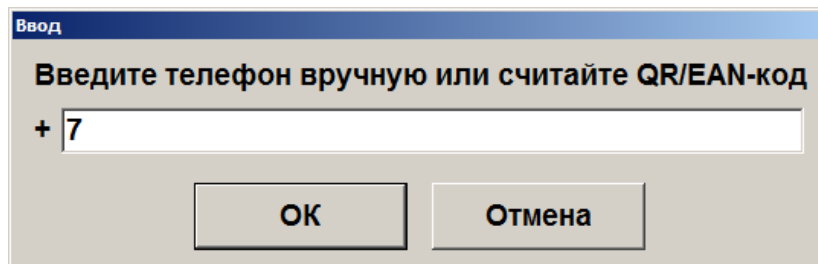 Ввод
Введите телефон вручную или считайте QR/EAN-код
+ 7
ОК
Отмена